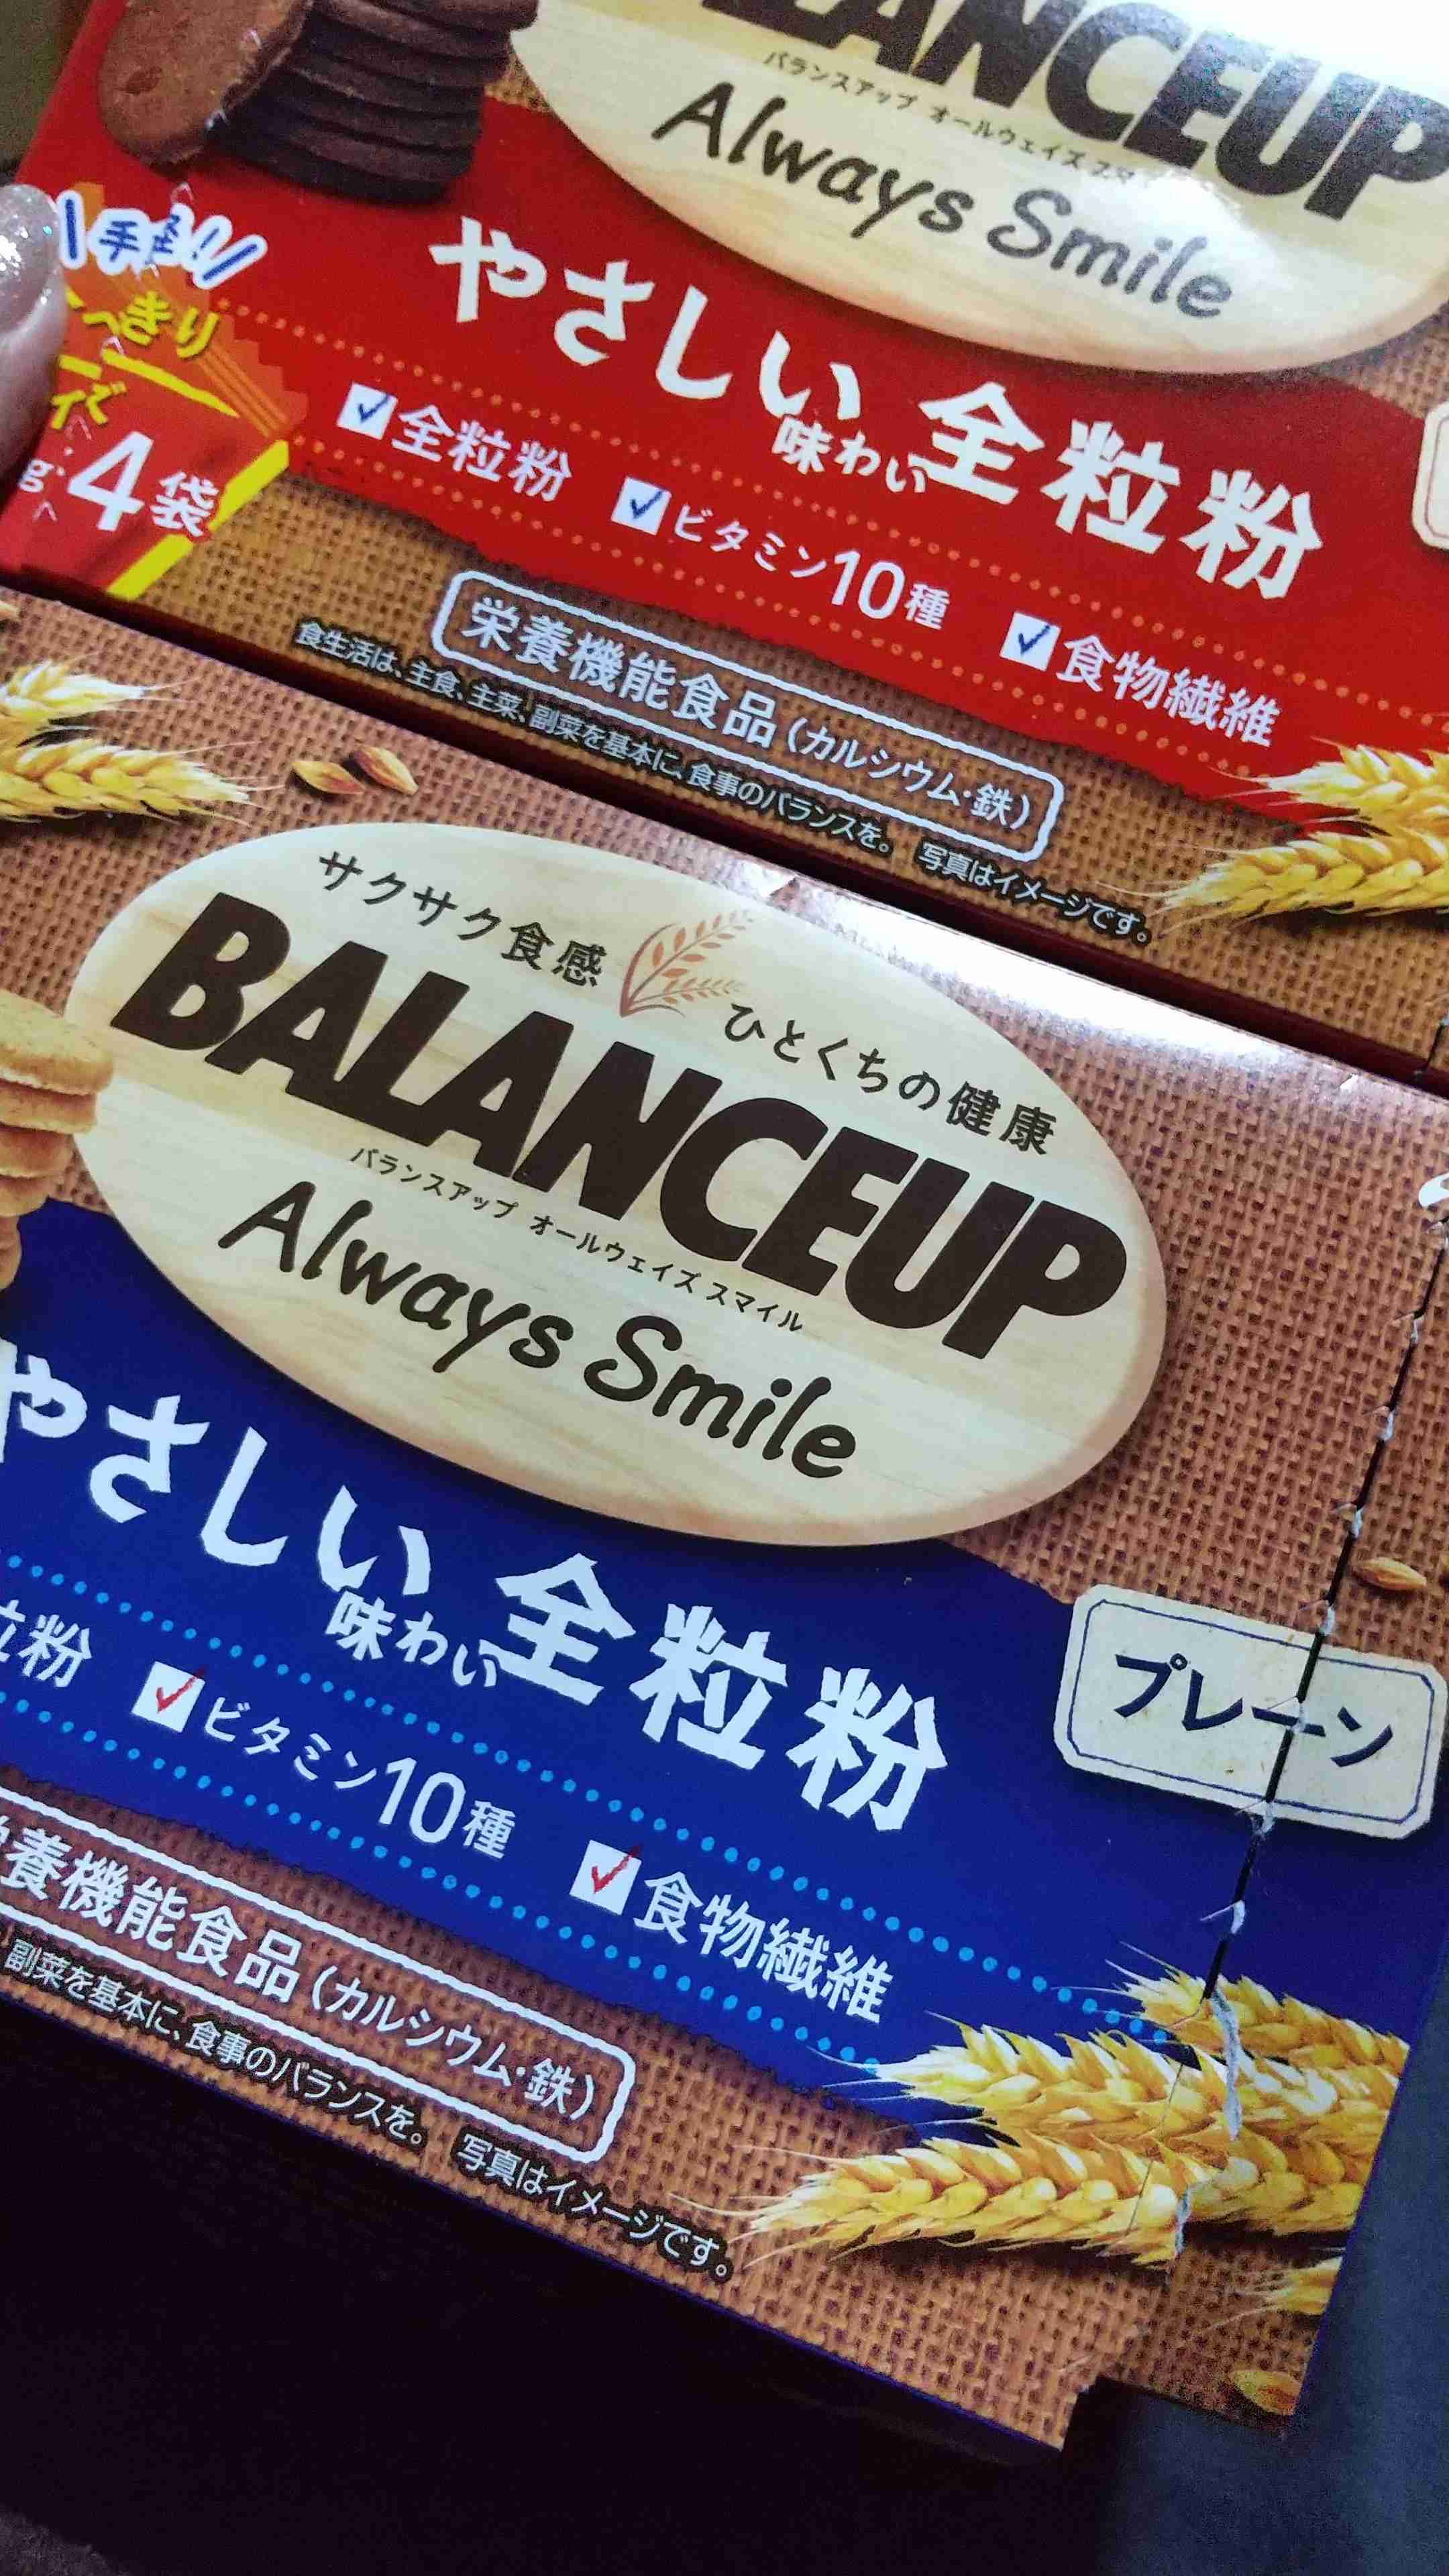 バランスアップ オールウェイズ スマ
Always Smile
手軽!
やさしい味わい全粒粉
4袋
全粒粉 ビタミン10種 食物繊維
栄養機能食品(カルシウム・鉄)
食生活は、主食、主菜、副菜を基本に、食事のバランスを。 写真はイメージです。
サクサク食感 ひとくちの健康
BALANCEUP
バランスアップ オールウェイズ スマイル
Always Smile
やさしい味わい全粒粉
プレーン
粒粉 ビタミン10種 食物繊維
養機能食品(カルシウム・鉄)
副菜を基本に、食事のバランスを。 写真はイメージです。